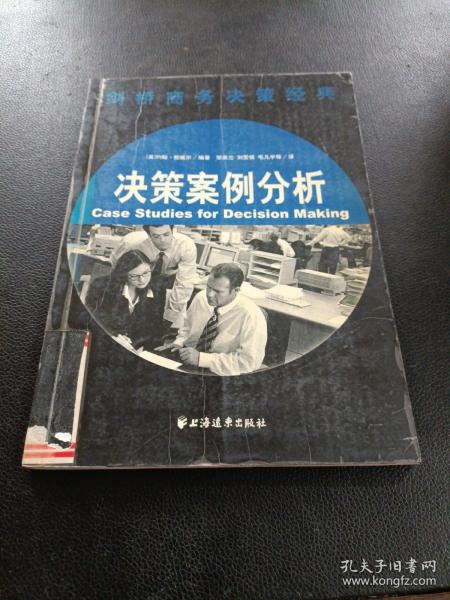 剑桥商务决策经典
决策案例分析
Case Studies for Decision Making
上海远东出版社
孔夫子旧书网
www.kongfz.com